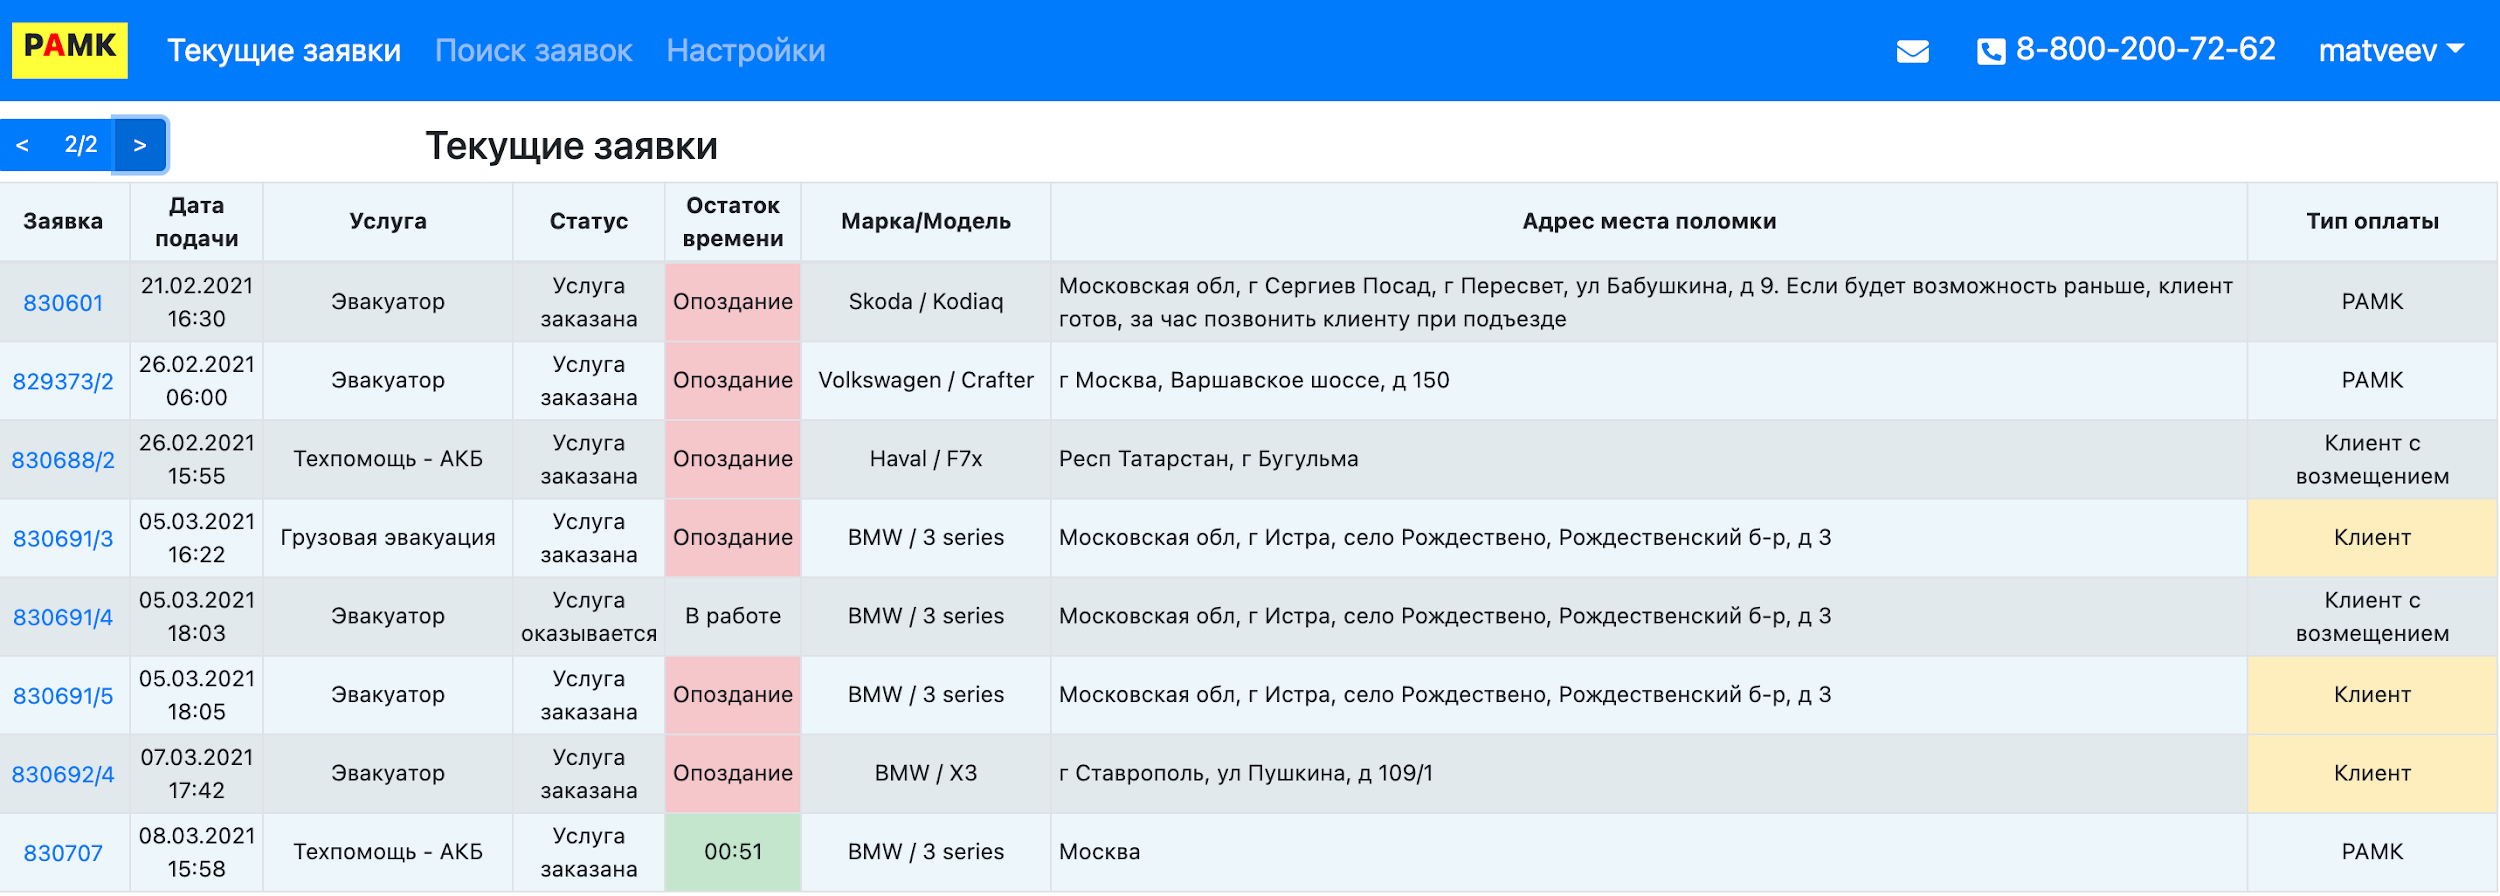 РАМК Текущие заявки Поиск заявок Настройки 8-800-200-72-62 matveev
< 2/2 > Текущие заявки
Заявка Дата подачи Услуга Статус Остаток времени Марка/Модель Адрес места поломки Тип оплаты
830601 21.02.2021 16:30 Эвакуатор Услуга заказана Опоздание Skoda / Kodiaq Московская обл, г Сергиев Посад, г Пересвет, ул Бабушкина, д 9. Если будет возможность раньше, клиент готов, за час позвонить клиенту при подъезде РАМК
829373/2 26.02.2021 06:00 Эвакуатор Услуга заказана Опоздание Volkswagen / Crafter г Москва, Варшавское шоссе, д 150 РАМК
830688/2 26.02.2021 15:55 Техпомощь - АКБ Услуга заказана Опоздание Haval / F7x Респ Татарстан, г Бугульма Клиент с возмещением
830691/3 05.03.2021 16:22 Грузовая эвакуация Услуга заказана Опоздание BMW / 3 series Московская обл, г Истра, село Рождествено, Рождественский б-р, д 3 Клиент
830691/4 05.03.2021 18:03 Эвакуатор Услуга оказывается В работе BMW / 3 series Московская обл, г Истра, село Рождествено, Рождественский б-р, д 3 Клиент с возмещением
830691/5 05.03.2021 18:05 Эвакуатор Услуга заказана Опоздание BMW / 3 series Московская обл, г Истра, село Рождествено, Рождественский б-р, д 3 Клиент
830692/4 07.03.2021 17:42 Эвакуатор Услуга заказана Опоздание BMW / X3 г Ставрополь, ул Пушкина, д 109/1 Клиент
830707 08.03.2021 15:58 Техпомощь - АКБ Услуга заказана 00:51 BMW / 3 series Москва РАМК